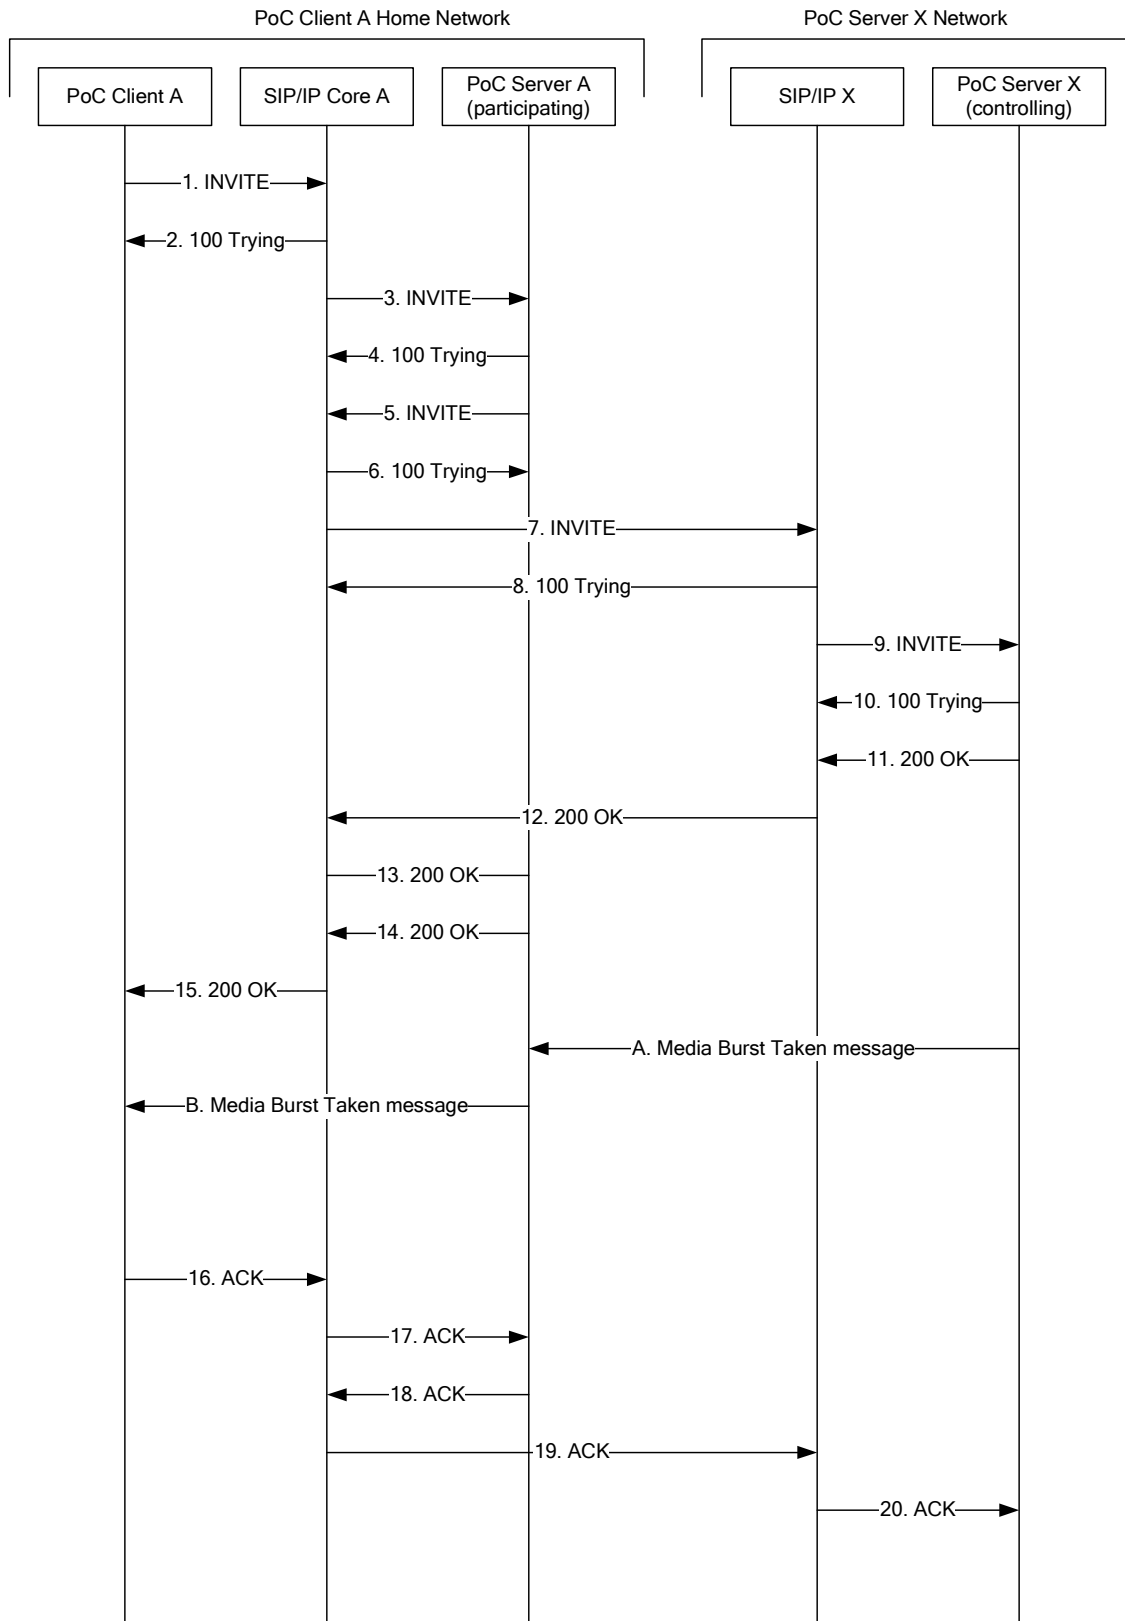 PoC Client A Home Network
PoC Server X Network
PoC Client A
SIP/IP Core A
PoC Server A
(participating)
SIP/IP X
PoC Server X
(controlling)
1. INVITE
2. 100 Trying
3. INVITE
4. 100 Trying
5. INVITE
6. 100 Trying
7. INVITE
8. 100 Trying
9. INVITE
10. 100 Trying
11. 200 OK
12. 200 OK
13. 200 OK
14. 200 OK
15. 200 OK
A. Media Burst Taken message
B. Media Burst Taken message
16. ACK
17. ACK
18. ACK
19. ACK
20. ACK